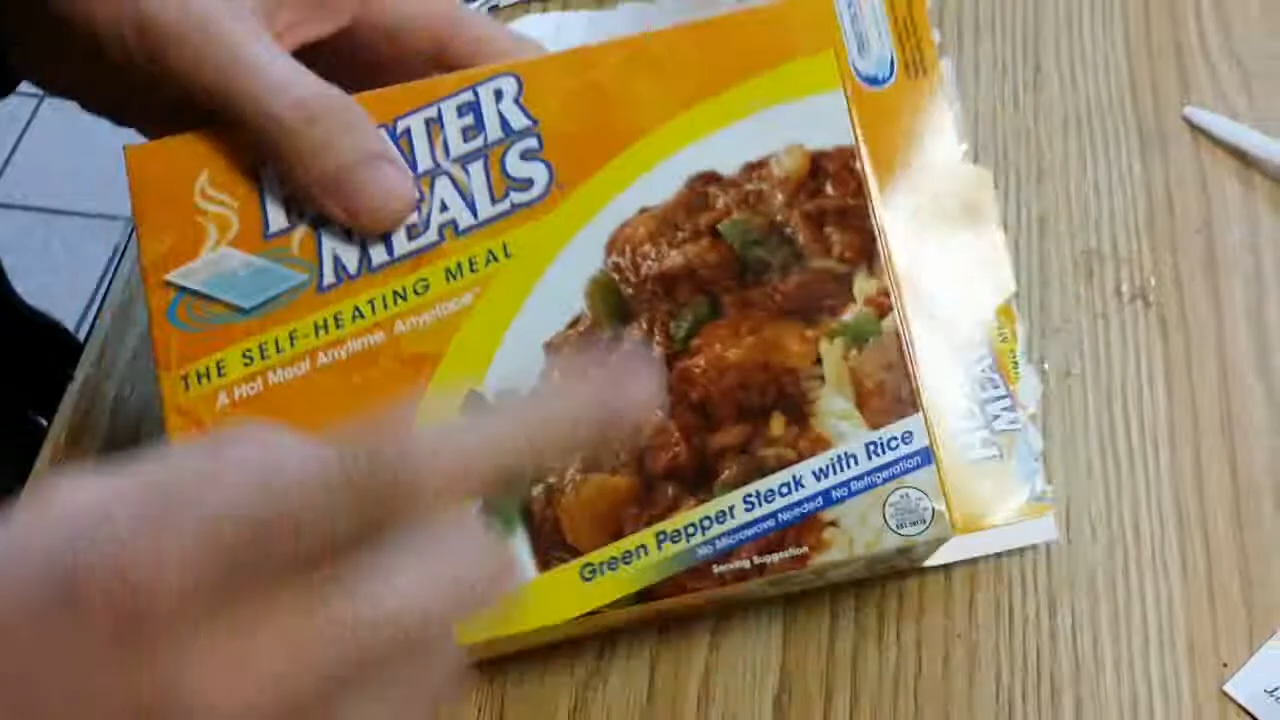 ATER
MEALS
THE SELF-HEATING MEAL
A Hot Meal Anytime Anyplace
Green Pepper Steak with Rice
No Microwave Needed No Refrigeration
Serving Suggestion
MEA